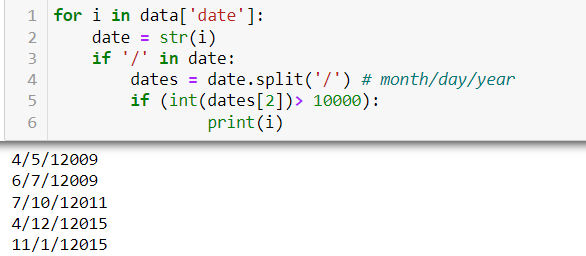 1 for i in data['date']:
2     date = str(i)
3     if '/' in date:
4         dates = date.split('/') # month/day/year
5         if (int(dates[2])> 10000):
6                 print(i)
4/5/12009
6/7/12009
7/10/12011
4/12/12015
11/1/12015